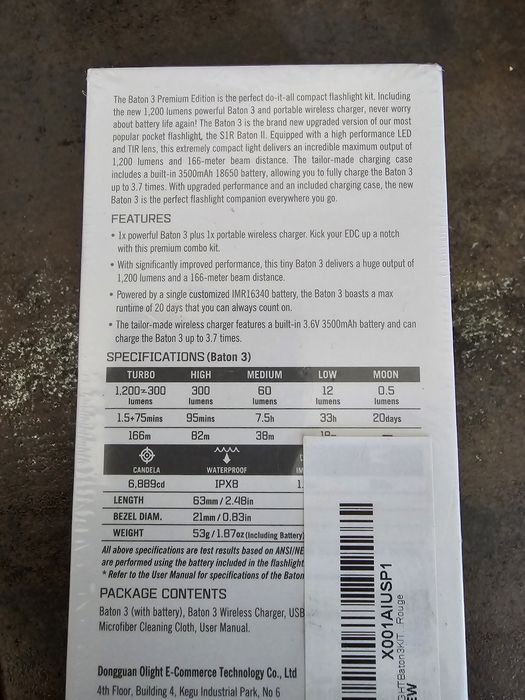 The Baton 3 Premium Edition is the perfect do-it-all compact flashlight kit. Including
the new 1,200 lumens powerful Baton 3 and portable wireless charger, never worry
about battery life again! The Baton 3 is the brand new upgraded version of our most
popular pocket flashlight, the S1R Baton II. Equipped with a high performance LED
and TIR lens, this extremely compact light delivers an incredible maximum output of
1,200 lumens and 166-meter beam distance. The tailor-made charging case
includes a built-in 3500mAh 18650 battery, allowing you to fully charge the Baton 3
up to 3.7 times. With upgraded performance and an included charging case, the new
Baton 3 is the perfect flashlight companion everywhere you go.
FEATURES
• 1x powerful Baton 3 plus 1x portable wireless charger. Kick your EDC up a notch
with this premium combo kit.
• With significantly improved performance, this tiny Baton 3 delivers a huge output of
1,200 lumens and a 166-meter beam distance.
• Powered by a single customized IMR16340 battery, the Baton 3 boasts a max
runtime of 20 days that you can always count on.
• The tailor-made wireless charger features a built-in 3.6V 3500mAh battery and can
charge the Baton 3 up to 3.7 times.
SPECIFICATIONS (Baton 3)
TURBO HIGH MEDIUM LOW MOON
1,200~300 300 60 12 0.5
lumens lumens lumens lumens lumens
1.5+75mins 95mins 7.5h 33h 20days
166m 82m 38m
CANDELA WATERPROOF
6,889cd IPX8 1.
LENGTH 63mm / 2.48in
BEZEL DIAM. 21mm / 0.83in
WEIGHT 53g / 1.87oz (Including Battery)
All above specifications are test results based on ANSI/NE
are performed using the battery included in the flashlight
* Refer to the User Manual for specifications of the Baton
PACKAGE CONTENTS
Baton 3 (with battery), Baton 3 Wireless Charger, USB
Microfiber Cleaning Cloth, User Manual.
Dongguan Olight E-Commerce Technology Co., Ltd
4th Floor, Building 4, Kegu Industrial Park, No 6
X001AIUSP1
GHTBaton3KIT Rouge
EW